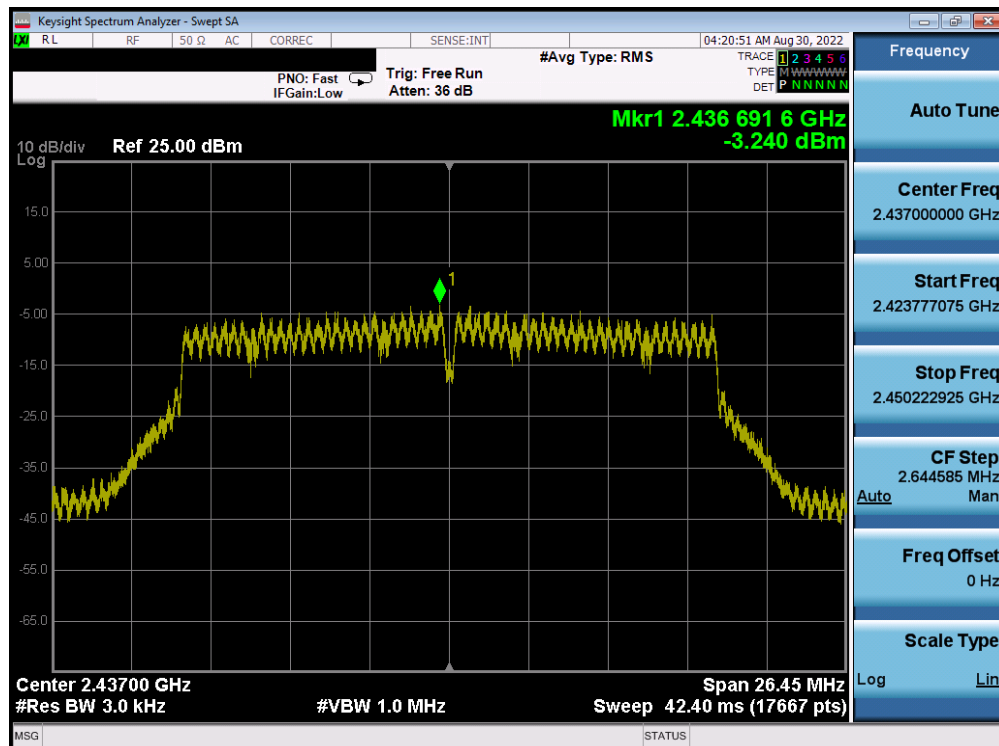 Keysight Spectrum Analyzer - Swept SA
LXI RL RF 50 Ω AC CORREC SENSE:INT 04:20:51 AM Aug 30, 2022
#Avg Type: RMS TRACE 1 2 3 4 5 6
PNO: Fast Trig: Free Run TYPE M WWWWW
IFGain:Low Atten: 36 dB DET P N N N N N
Mkr1 2.436 691 6 GHz
-3.240 dBm
10 dB/div Ref 25.00 dBm
Log
15.0
5.00
1
-5.00
-15.0
-25.0
-35.0
-45.0
-55.0
-65.0
Center 2.43700 GHz Span 26.45 MHz
#Res BW 3.0 kHz #VBW 1.0 MHz Sweep 42.40 ms (17667 pts)
MSG STATUS
Frequency
Auto Tune
Center Freq
2.437000000 GHz
Start Freq
2.423777075 GHz
Stop Freq
2.450222925 GHz
CF Step
2.644585 MHz
Auto Man
Freq Offset
0 Hz
Scale Type
Log Lin